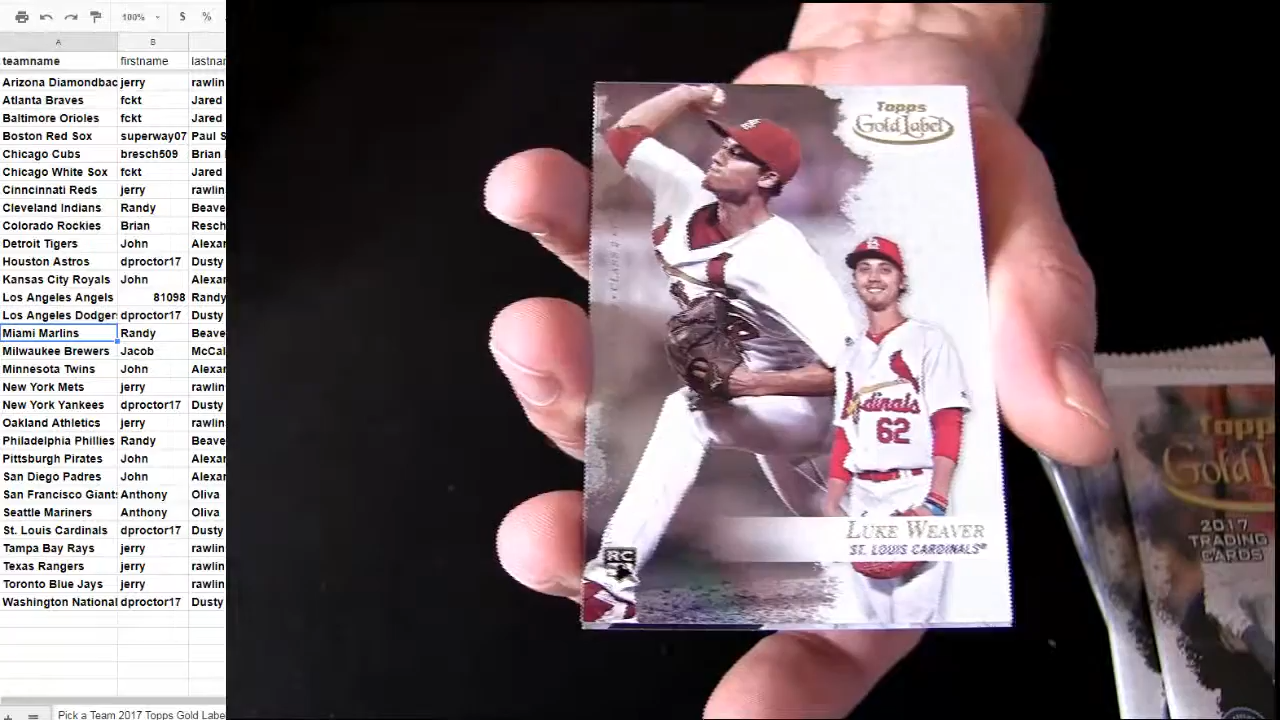 100% $ %
A B
teamname firstname lastnam
Arizona Diamondbac jerry rawlin
Atlanta Braves fckt Jared
Baltimore Orioles fckt Jared
Boston Red Sox superway07 Paul S
Chicago Cubs bresch509 Brian
Chicago White Sox fckt Jared
Cinncinnati Reds jerry rawlin
Cleveland Indians Randy Beave
Colorado Rockies Brian Resch
Detroit Tigers John Alexar
Houston Astros dproctor17 Dusty
Kansas City Royals John Alexar
Los Angeles Angels 81098 Randy
Los Angeles Dodgers dproctor17 Dusty
Miami Marlins Randy Beave
Milwaukee Brewers Jacob McCal
Minnesota Twins John Alexar
New York Mets jerry rawlin
New York Yankees dproctor17 Dusty
Oakland Athletics jerry rawlin
Philadelphia Phillies Randy Beave
Pittsburgh Pirates John Alexar
San Diego Padres John Alexar
San Francisco Giants Anthony Oliva
Seattle Mariners Anthony Oliva
St. Louis Cardinals dproctor17 Dusty
Tampa Bay Rays jerry rawlin
Texas Rangers jerry rawlin
Toronto Blue Jays jerry rawlin
Washington National dproctor17 Dusty
Pick a Team 2017 Topps Gold Labe
Topps
Gold Label
CLASS 2
Cardinals
62
LUKE WEAVER
ST. LOUIS CARDINALS®
RC
Topp
Gold L
2017
TRADING
CARDS